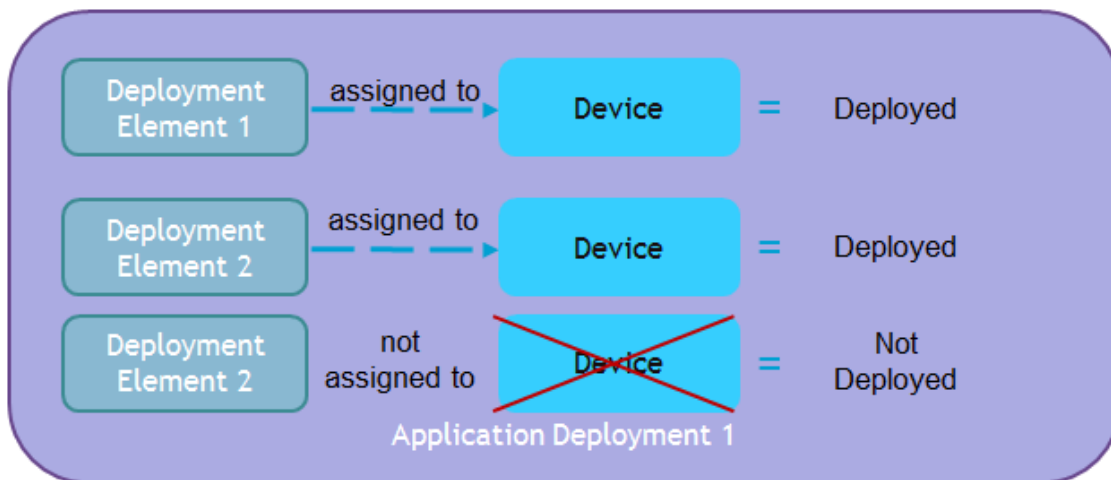 Deployment
Element 1
assigned to
Device
=
Deployed
Deployment
Element 2
assigned to
Device
=
Deployed
Deployment
Element 2
not
assigned to
Device
=
Not
Deployed
Application Deployment 1